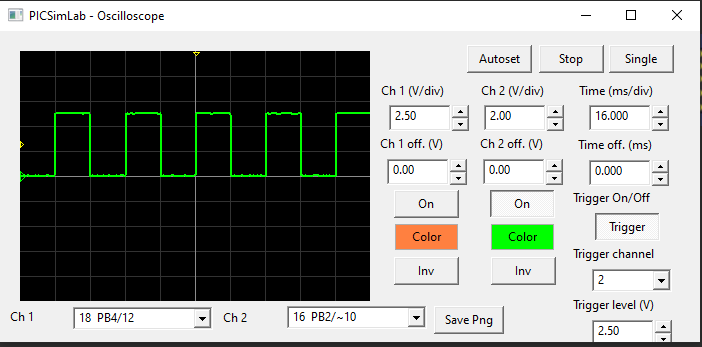 PICSimLab - Oscilloscope
Autoset Stop Single
Ch 1 (V/div) Ch 2 (V/div) Time (ms/div)
2.50 2.00 16.000
Ch 1 off. (V) Ch 2 off. (V) Time off. (ms)
0.00 0.00 0.000
Trigger On/Off
On On
Trigger
Color Color
Trigger channel
Inv Inv
2
Trigger level (V)
Ch 1 18 PB4/12 Ch 2 16 PB2/~10 Save Png
2.50